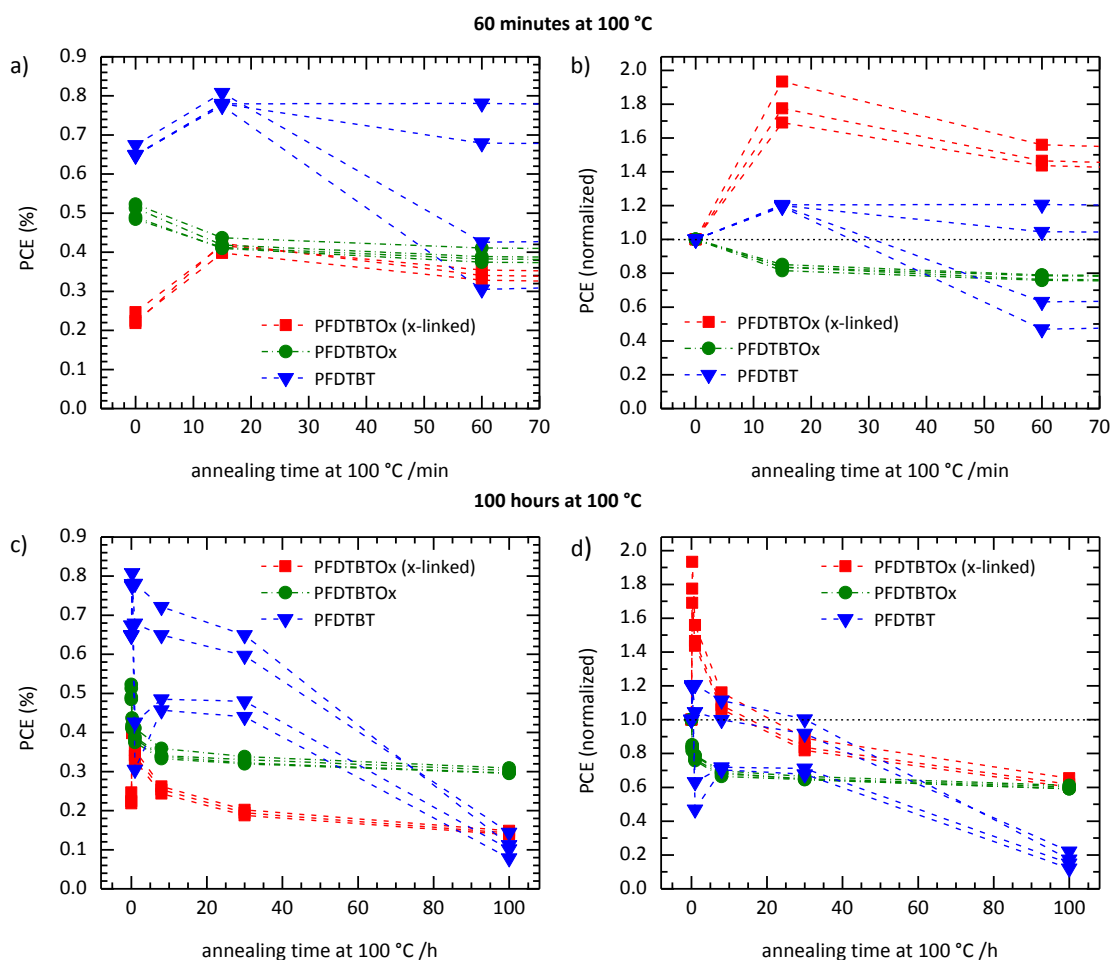 60 minutes at 100 °C
a)
0.9
0.8
0.7
0.6
0.5
0.4
0.3
0.2
0.1
0.0
PCE (%)
PFDTBTOx (x-linked)
PFDTBTOx
PFDTBT
0 10 20 30 40 50 60 70
annealing time at 100 °C /min
b)
2.0
1.8
1.6
1.4
1.2
1.0
0.8
0.6
0.4
0.2
0.0
PCE (normalized)
PFDTBTOx (x-linked)
PFDTBTOx
PFDTBT
0 10 20 30 40 50 60 70
annealing time at 100 °C /min
100 hours at 100 °C
c)
0.9
0.8
0.7
0.6
0.5
0.4
0.3
0.2
0.1
0.0
PCE (%)
PFDTBTOx (x-linked)
PFDTBTOx
PFDTBT
0 20 40 60 80 100
annealing time at 100 °C /h
d)
2.0
1.8
1.6
1.4
1.2
1.0
0.8
0.6
0.4
0.2
0.0
PCE (normalized)
PFDTBTOx (x-linked)
PFDTBTOx
PFDTBT
0 20 40 60 80 100
annealing time at 100 °C /h